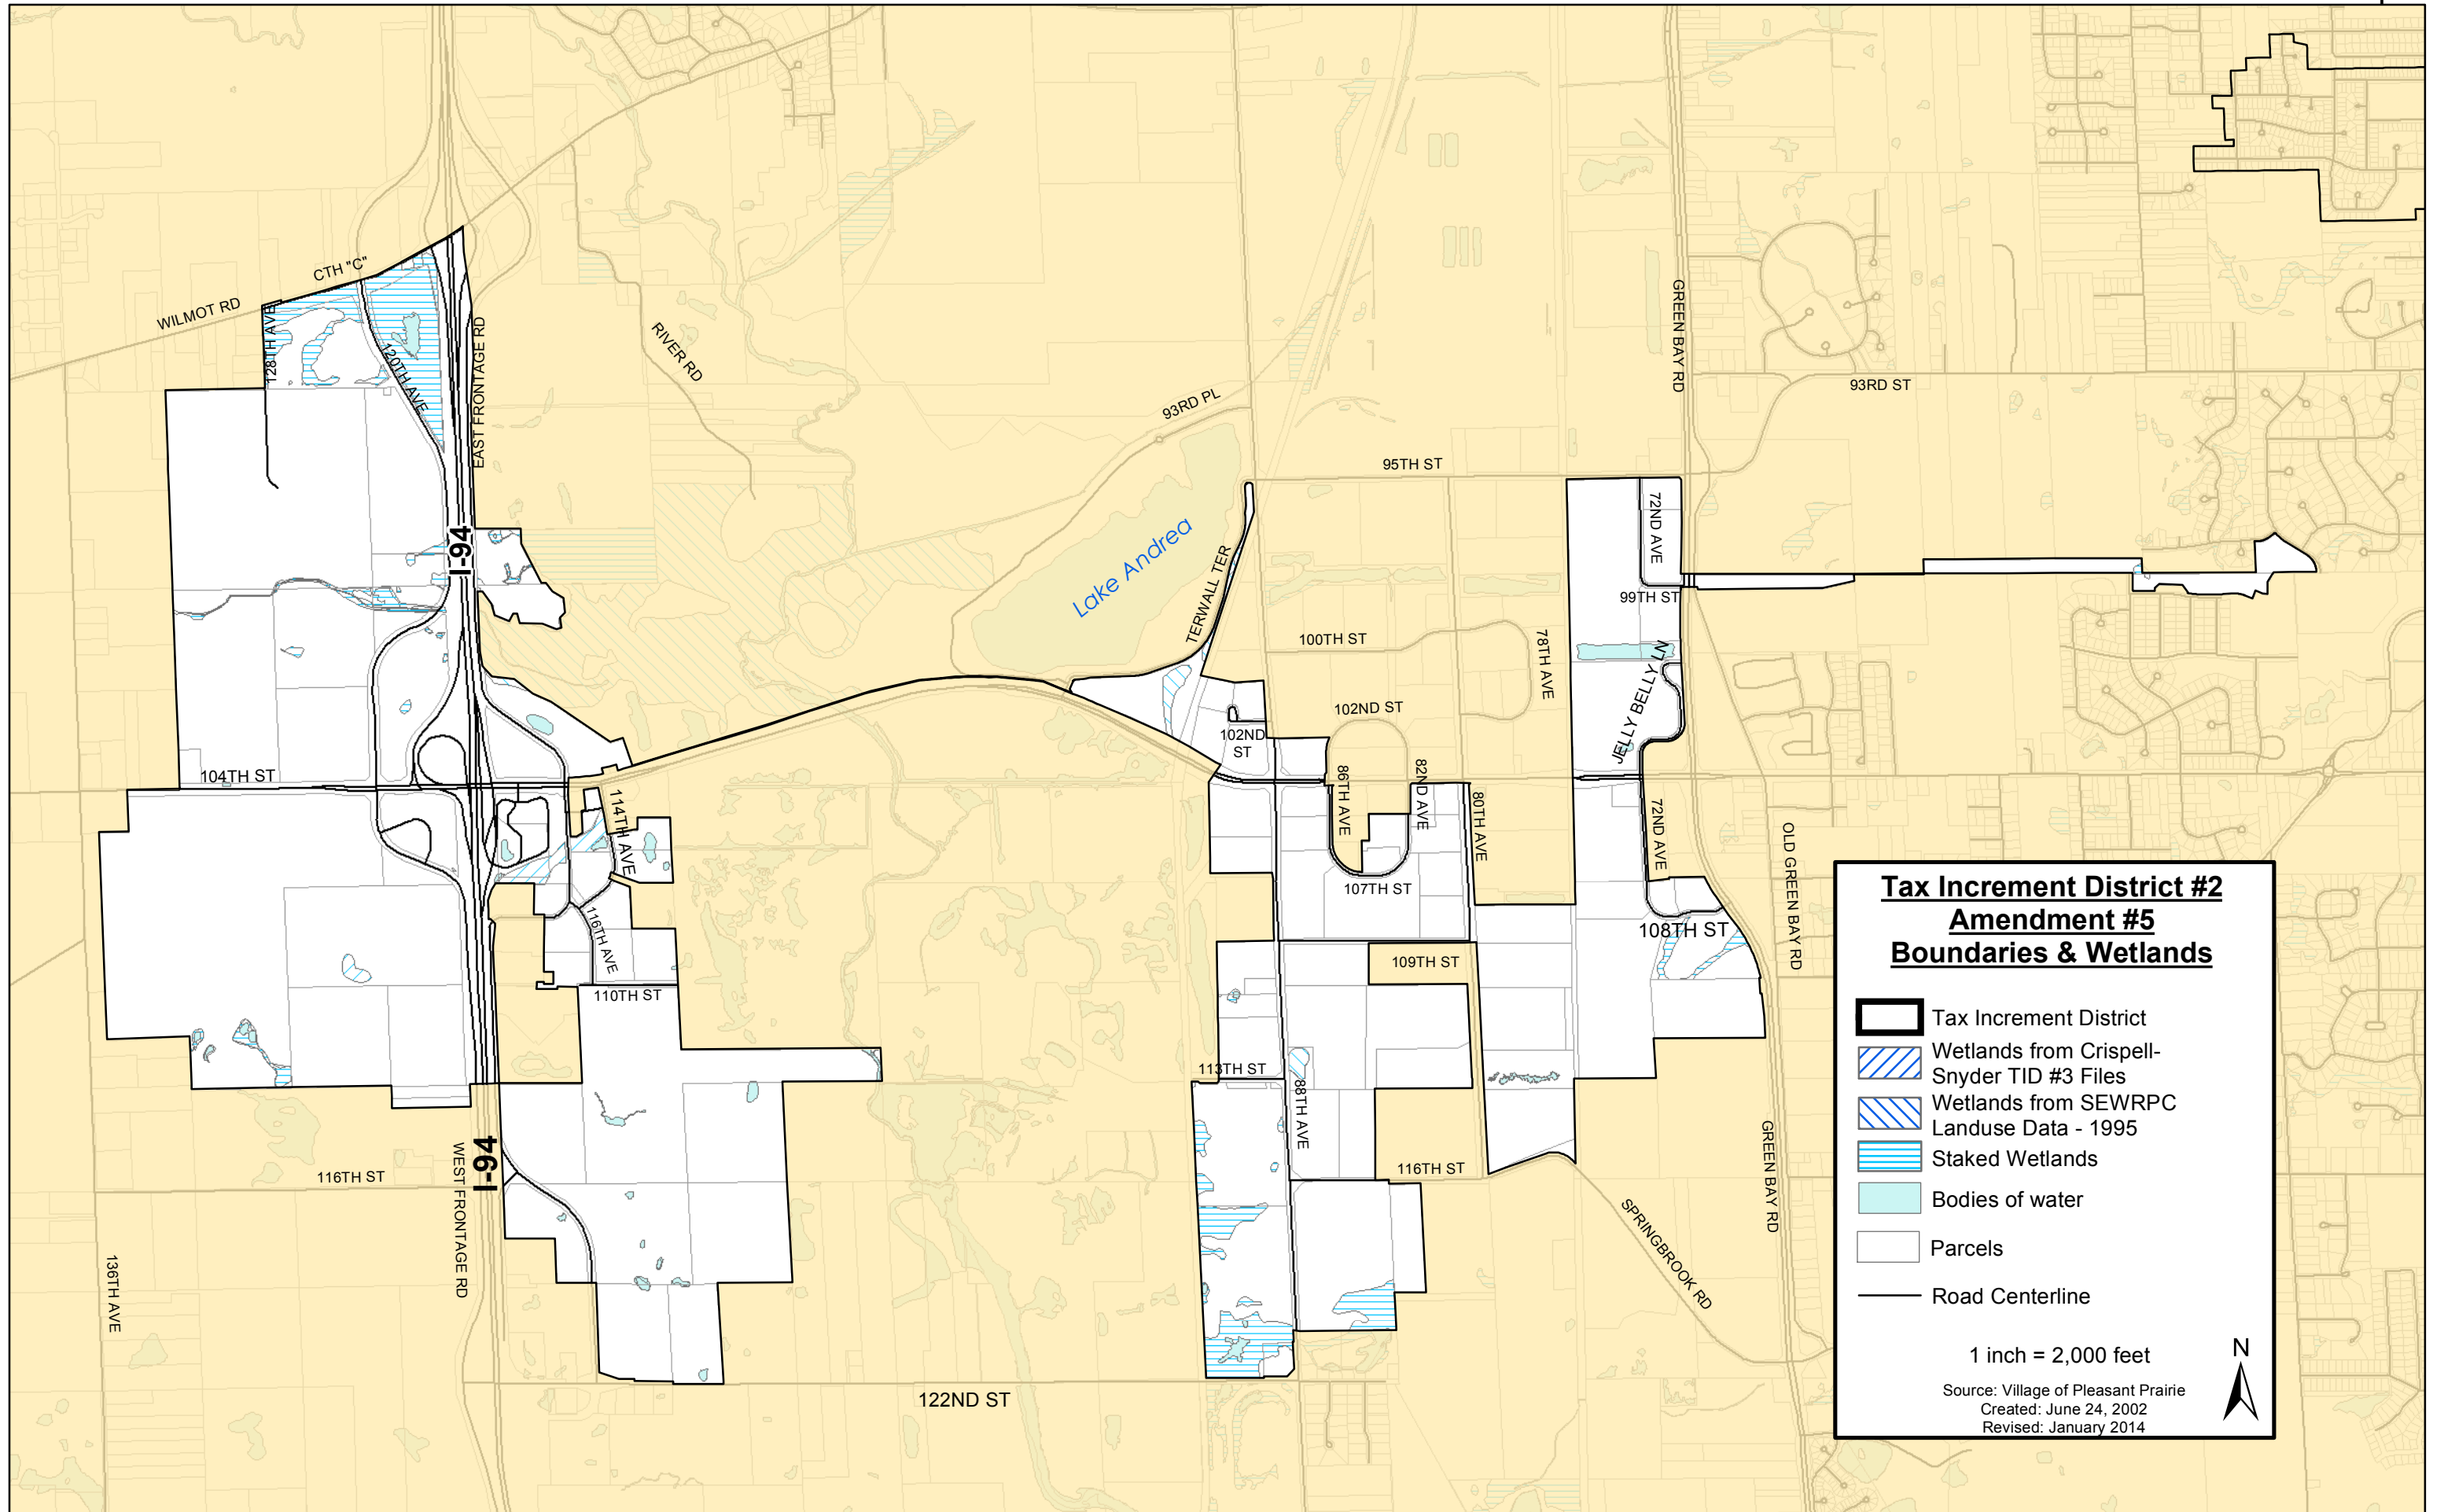 CTH "C"
WILMOT RD
128TH AVE
120TH AVE
EAST FRONTAGE RD
RIVER RD
GREEN BAY RD
93RD PL
93RD ST
95TH ST
72ND AVE
Lake Andrea
I-94
TERWALL TER
99TH ST
100TH ST
78TH AVE
JELLY BELLY LN
102ND ST
102ND
ST
104TH ST
114TH AVE
86TH AVE
82ND AVE
80TH AVE
72ND AVE
OLD GREEN BAY RD
107TH ST
116TH AVE
108TH ST
109TH ST
110TH ST
113TH ST
88TH AVE
I-94
WEST FRONTAGE RD
116TH ST
116TH ST
GREEN BAY RD
SPRINGBROOK RD
136TH AVE
122ND ST
Tax Increment District #2
Amendment #5
Boundaries & Wetlands
Tax Increment District
Wetlands from Crispell-
Snyder TID #3 Files
Wetlands from SEWRPC
Landuse Data - 1995
Staked Wetlands
Bodies of water
Parcels
Road Centerline
1 inch = 2,000 feet
N
Source: Village of Pleasant Prairie
Created: June 24, 2002
Revised: January 2014